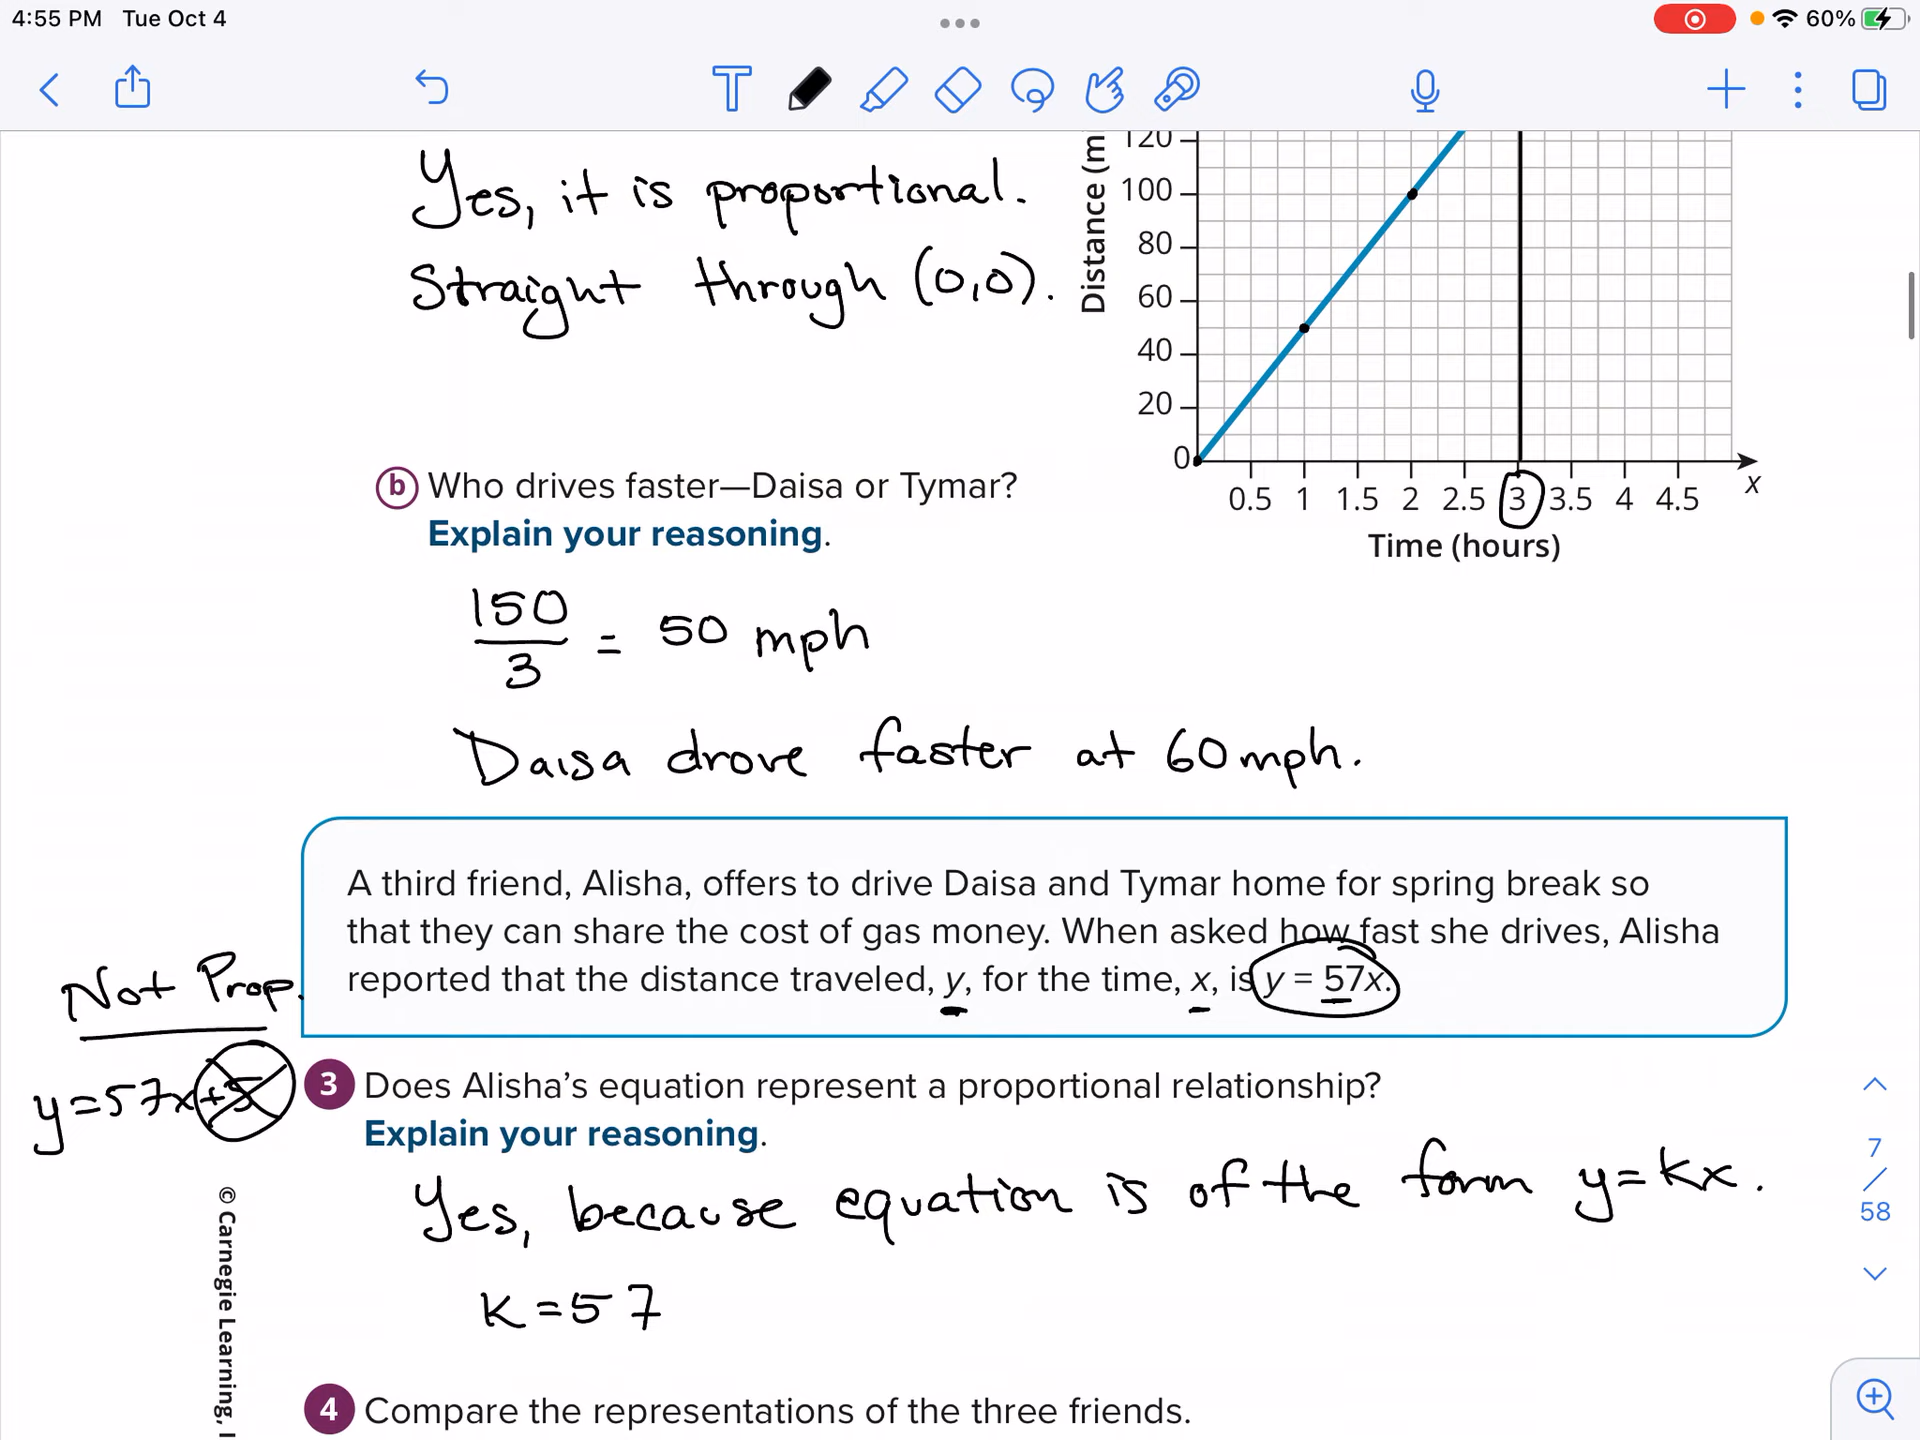 4:55 PM Tue Oct 4
60%
Yes, it is proportional.
Straight through (0,0).
Distance (m
120
100
80
60
40
20
0
0.5 1 1.5 2 2.5 3 3.5 4 4.5
x
Time (hours)
b Who drives faster—Daisa or Tymar?
Explain your reasoning.
150/3 = 50 mph
Daisa drove faster at 60mph.
A third friend, Alisha, offers to drive Daisa and Tymar home for spring break so
that they can share the cost of gas money. When asked how fast she drives, Alisha
reported that the distance traveled, y, for the time, x, is y = 57x.
Not Prop.
y=57x+5
3 Does Alisha's equation represent a proportional relationship?
Explain your reasoning.
Yes, because equation is of the form y=kx.
k=57
7
/
58
© Carnegie Learning, I
4 Compare the representations of the three friends.